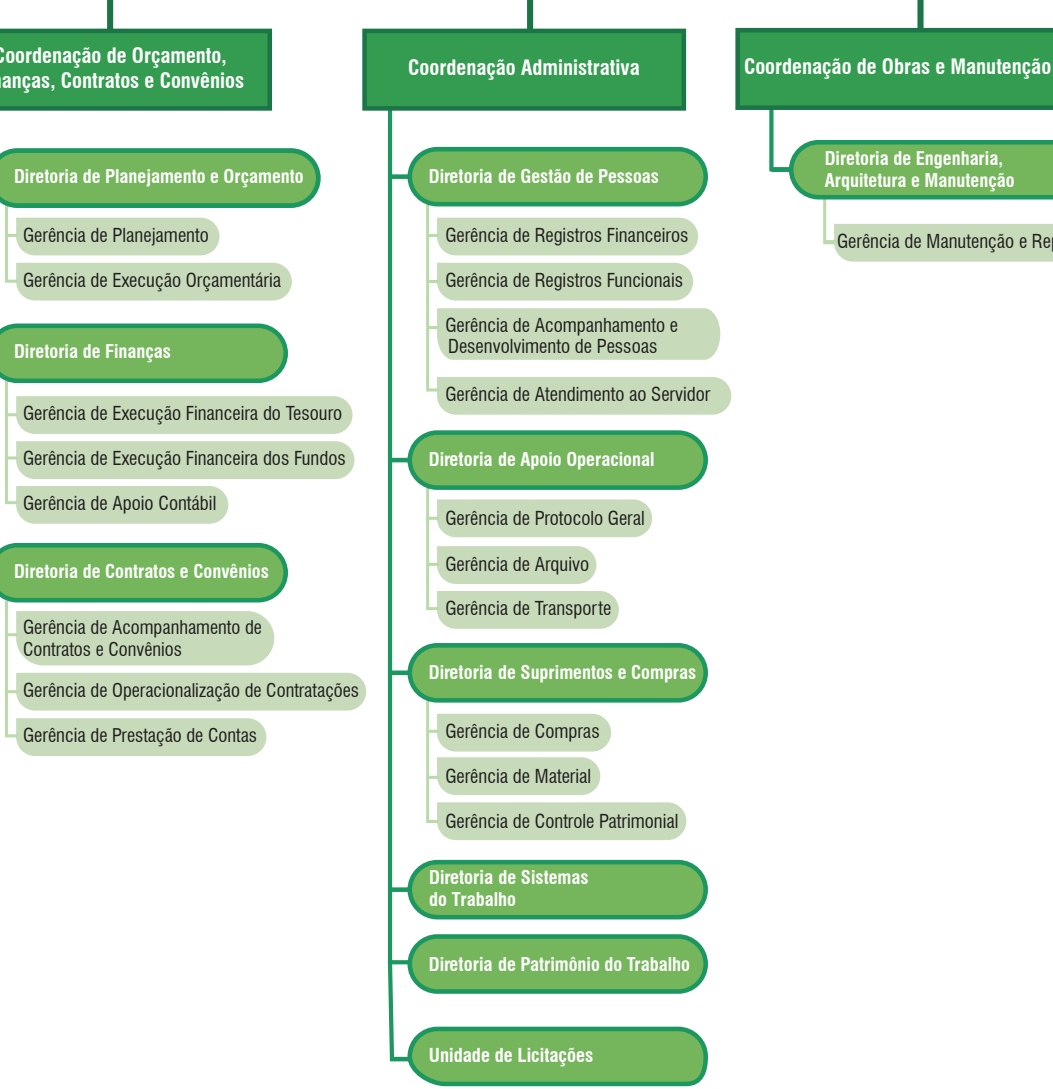 Coordenação de Orçamento,
Finanças, Contratos e Convênios
Diretoria de Planejamento e Orçamento
Gerência de Planejamento
Gerência de Execução Orçamentária
Diretoria de Finanças
Gerência de Execução Financeira do Tesouro
Gerência de Execução Financeira dos Fundos
Gerência de Apoio Contábil
Diretoria de Contratos e Convênios
Gerência de Acompanhamento de
Contratos e Convênios
Gerência de Operacionalização de Contratações
Gerência de Prestação de Contas
Coordenação Administrativa
Diretoria de Gestão de Pessoas
Gerência de Registros Financeiros
Gerência de Registros Funcionais
Gerência de Acompanhamento e
Desenvolvimento de Pessoas
Gerência de Atendimento ao Servidor
Diretoria de Apoio Operacional
Gerência de Protocolo Geral
Gerência de Arquivo
Gerência de Transporte
Diretoria de Suprimentos e Compras
Gerência de Compras
Gerência de Material
Gerência de Controle Patrimonial
Diretoria de Sistemas
do Trabalho
Diretoria de Patrimônio do Trabalho
Unidade de Licitações
Coordenação de Obras e Manutenção
Diretoria de Engenharia,
Arquitetura e Manutenção
Gerência de Manutenção e